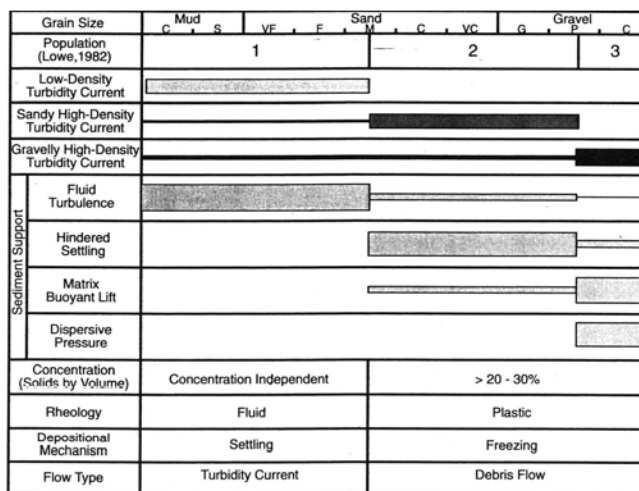 Grain Size
Mud Sand Gravel
C S VF F M C VC G P C
Population
(Lowe,1982)
1 2 3
Low-Density
Turbidity Current
Sandy High-Density
Turbidity Current
Gravelly High-Density
Turbidity Current
Sediment Support
Fluid
Turbulence
Hindered
Settling
Matrix
Buoyant Lift
Dispersive
Pressure
Concentration
(Solids by Volume)
Concentration Independent
> 20 - 30%
Rheology
Fluid
Plastic
Depositional
Mechanism
Settling
Freezing
Flow Type
Turbidity Current
Debris Flow